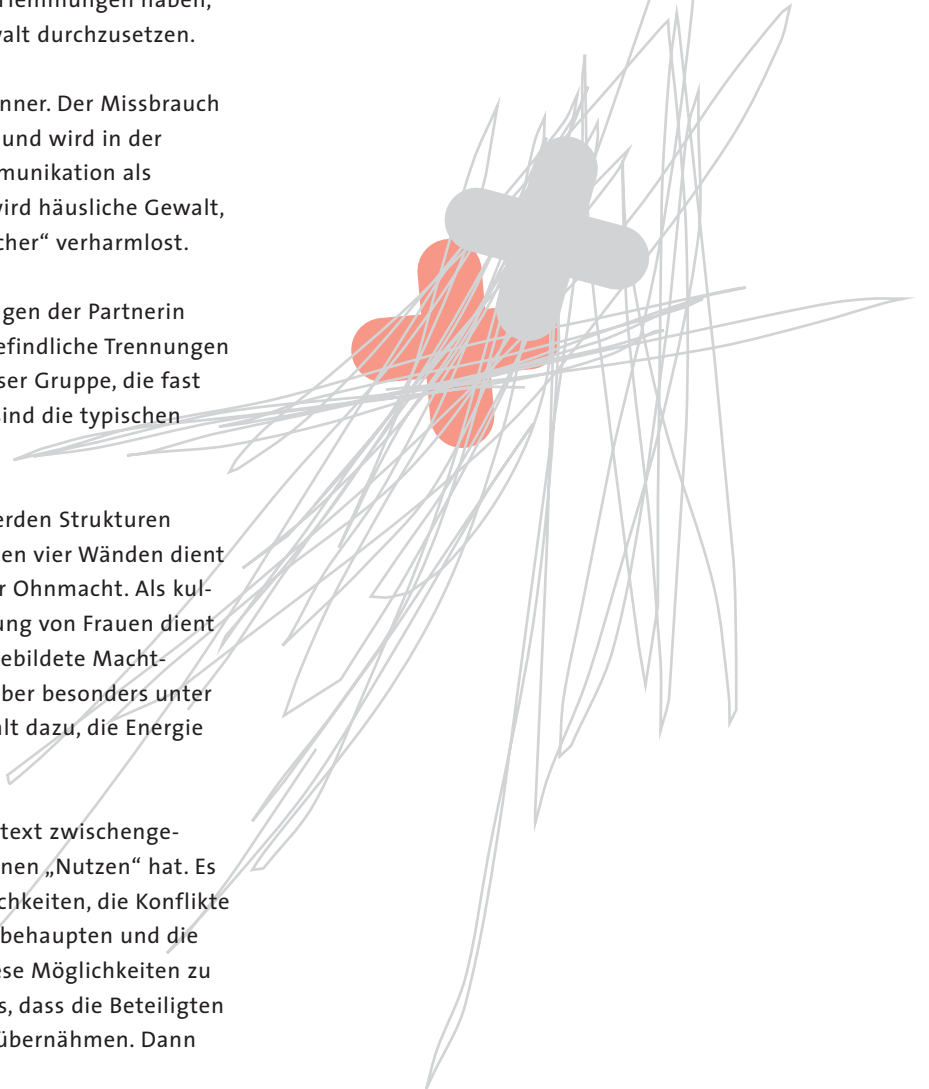 Hemmungen haben,
walt durchzusetzen.
nner. Der Missbrauch
und wird in der
munikation als
wird häusliche Gewalt,
cher“ verharmlost.
gen der Partnerin
efindliche Trennungen
ser Gruppe, die fast
sind die typischen
erden Strukturen
en vier Wänden dient
r Ohnmacht. Als kul-
ung von Frauen dient
ebildete Macht-
ber besonders unter
alt dazu, die Energie
text zwischenge-
nen „Nutzen“ hat. Es
chkeiten, die Konflikte
behaupten und die
ese Möglichkeiten zu
s, dass die Beteiligten
übernähmen. Dann